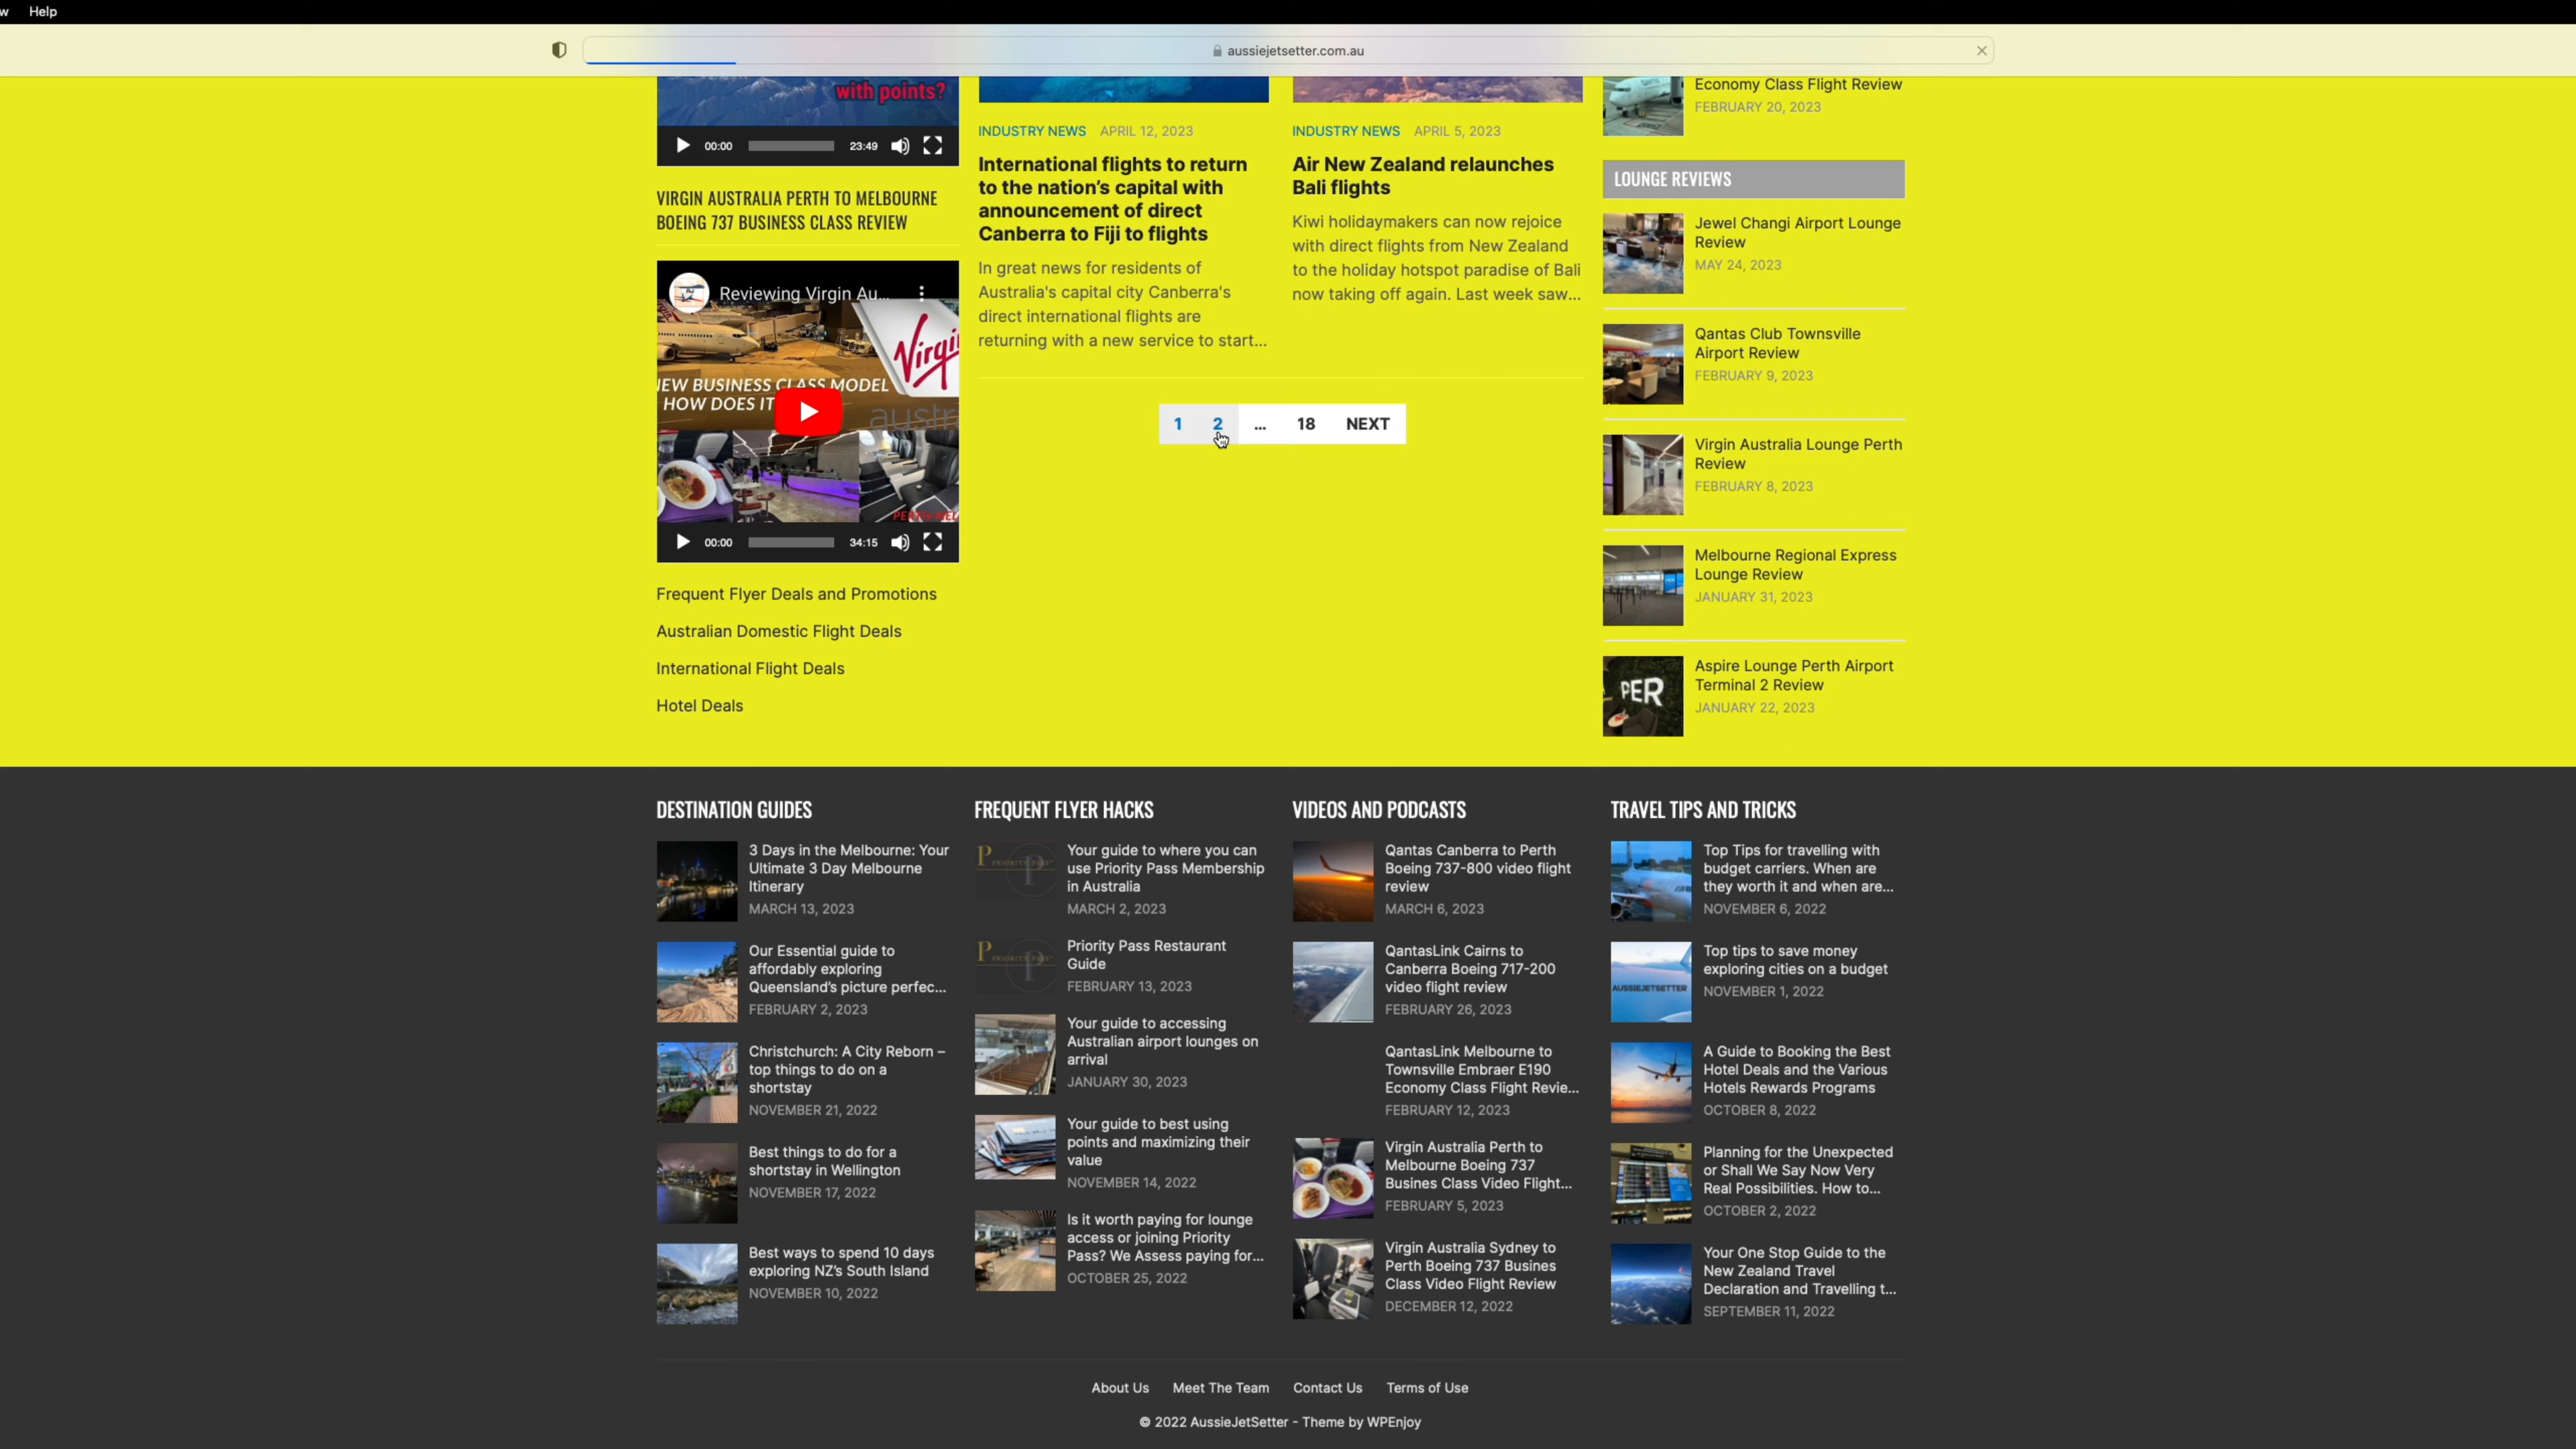 w Help
aussiejetsetter.com.au
with points?
00:00 23:49
VIRGIN AUSTRALIA PERTH TO MELBOURNE
BOEING 737 BUSINESS CLASS REVIEW
Reviewing Virgin Au...
Virgi
austr
NEW BUSINESS CLASS MODEL
HOW DOES IT
00:00 34:15
Frequent Flyer Deals and Promotions
Australian Domestic Flight Deals
International Flight Deals
Hotel Deals
INDUSTRY NEWS APRIL 12, 2023
International flights to return
to the nation's capital with
announcement of direct
Canberra to Fiji to flights
In great news for residents of
Australia's capital city Canberra's
direct international flights are
returning with a new service to start...
INDUSTRY NEWS APRIL 5, 2023
Air New Zealand relaunches
Bali flights
Kiwi holidaymakers can now rejoice
with direct flights from New Zealand
to the holiday hotspot paradise of Bali
now taking off again. Last week saw...
1 2 ... 18 NEXT
Economy Class Flight Review
FEBRUARY 20, 2023
LOUNGE REVIEWS
Jewel Changi Airport Lounge
Review
MAY 24, 2023
Qantas Club Townsville
Airport Review
FEBRUARY 9, 2023
Virgin Australia Lounge Perth
Review
FEBRUARY 8, 2023
Melbourne Regional Express
Lounge Review
JANUARY 31, 2023
PER
Aspire Lounge Perth Airport
Terminal 2 Review
JANUARY 22, 2023
DESTINATION GUIDES
3 Days in the Melbourne: Your
Ultimate 3 Day Melbourne
Itinerary
MARCH 13, 2023
Our Essential guide to
affordably exploring
Queensland's picture perfec...
FEBRUARY 2, 2023
Christchurch: A City Reborn –
top things to do on a
shortstay
NOVEMBER 21, 2022
Best things to do for a
shortstay in Wellington
NOVEMBER 17, 2022
Best ways to spend 10 days
exploring NZ's South Island
NOVEMBER 10, 2022
FREQUENT FLYER HACKS
PRIORITY PASS
Your guide to where you can
use Priority Pass Membership
in Australia
MARCH 2, 2023
PRIORITY PASS
Priority Pass Restaurant
Guide
FEBRUARY 13, 2023
Your guide to accessing
Australian airport lounges on
arrival
JANUARY 30, 2023
Your guide to best using
points and maximizing their
value
NOVEMBER 14, 2022
Is it worth paying for lounge
access or joining Priority
Pass? We Assess paying for...
OCTOBER 25, 2022
VIDEOS AND PODCASTS
Qantas Canberra to Perth
Boeing 737-800 video flight
review
MARCH 6, 2023
QantasLink Cairns to
Canberra Boeing 717-200
video flight review
FEBRUARY 26, 2023
QantasLink Melbourne to
Townsville Embraer E190
Economy Class Flight Revie...
FEBRUARY 12, 2023
Virgin Australia Perth to
Melbourne Boeing 737
Busines Class Video Flight...
FEBRUARY 5, 2023
Virgin Australia Sydney to
Perth Boeing 737 Busines
Class Video Flight Review
DECEMBER 12, 2022
TRAVEL TIPS AND TRICKS
Top Tips for travelling with
budget carriers. When are
they worth it and when are...
NOVEMBER 6, 2022
AUSSIEJETSETTER
Top tips to save money
exploring cities on a budget
NOVEMBER 1, 2022
A Guide to Booking the Best
Hotel Deals and the Various
Hotels Rewards Programs
OCTOBER 8, 2022
Planning for the Unexpected
or Shall We Say Now Very
Real Possibilities. How to...
OCTOBER 2, 2022
Your One Stop Guide to the
New Zealand Travel
Declaration and Travelling t...
SEPTEMBER 11, 2022
About Us Meet The Team Contact Us Terms of Use
© 2022 AussieJetSetter - Theme by WPEnjoy